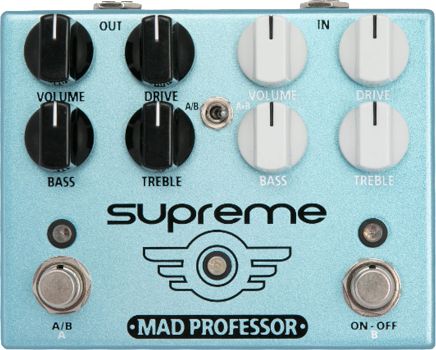 OUT IN
VOLUME DRIVE VOLUME DRIVE
A/B A+B
BASS TREBLE BASS TREBLE
supreme
A/B ON - OFF
A B
• MAD PROFESSOR •